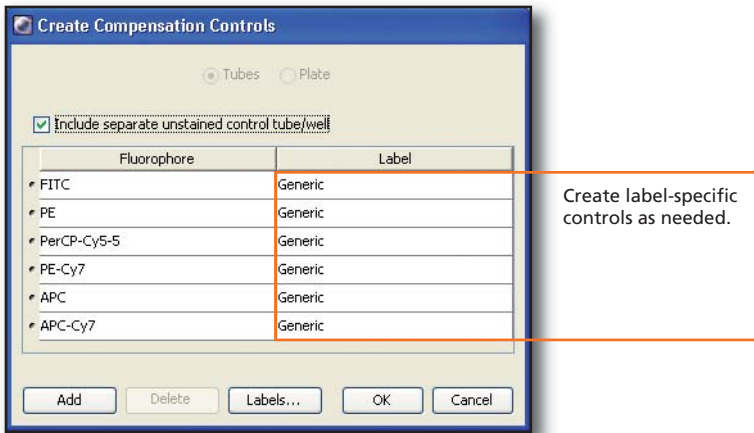 Create Compensation Controls
Tubes Plate
Include separate unstained control tube/well
Fluorophore Label
FITC Generic
PE Generic
PerCP-Cy5-5 Generic
PE-Cy7 Generic
APC Generic
APC-Cy7 Generic
Add Delete Labels... OK Cancel
Create label-specific
controls as needed.